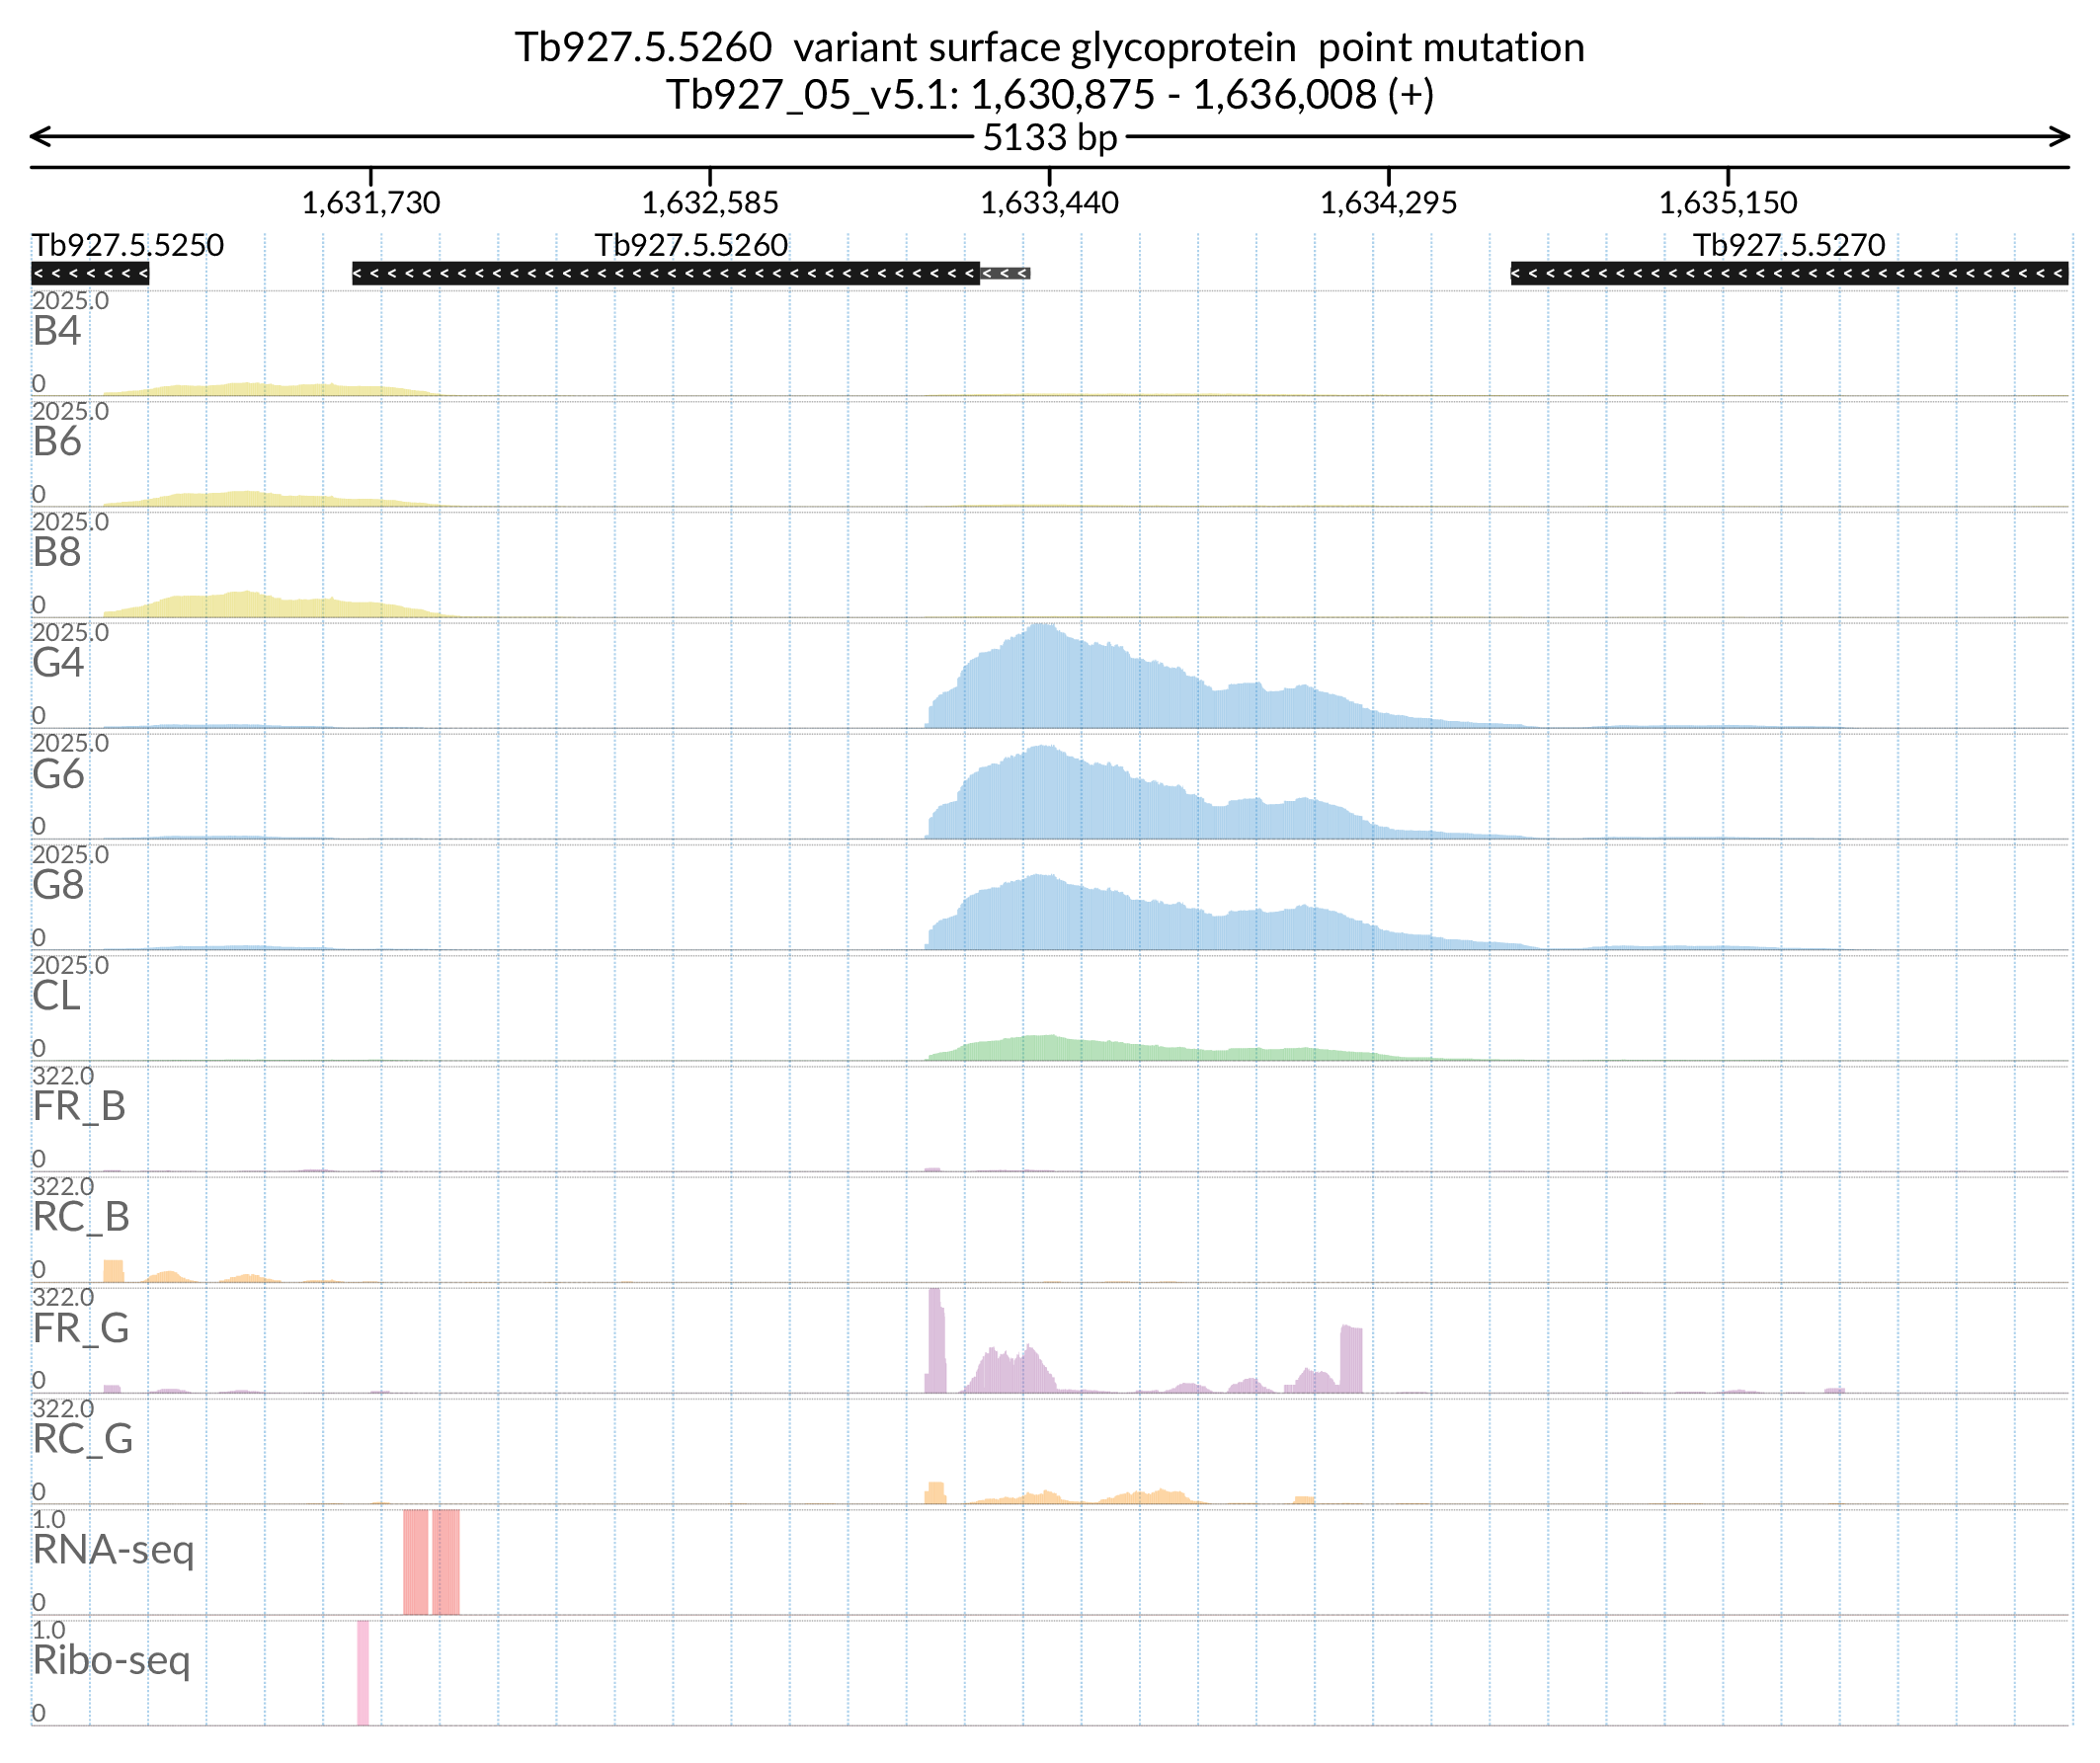 Tb927.5.5260  variant surface glycoprotein  point mutation
Tb927_05_v5.1: 1,630,875 - 1,636,008 (+)
5133 bp
1,631,730 1,632,585 1,633,440 1,634,295 1,635,150
Tb927.5.5250 Tb927.5.5260 Tb927.5.5270
2025.0
B4
0
2025.0
B6
0
2025.0
B8
0
2025.0
G4
0
2025.0
G6
0
2025.0
G8
0
2025.0
CL
0
322.0
FR_B
0
322.0
RC_B
0
322.0
FR_G
0
322.0
RC_G
0
1.0
RNA-seq
0
1.0
Ribo-seq
0